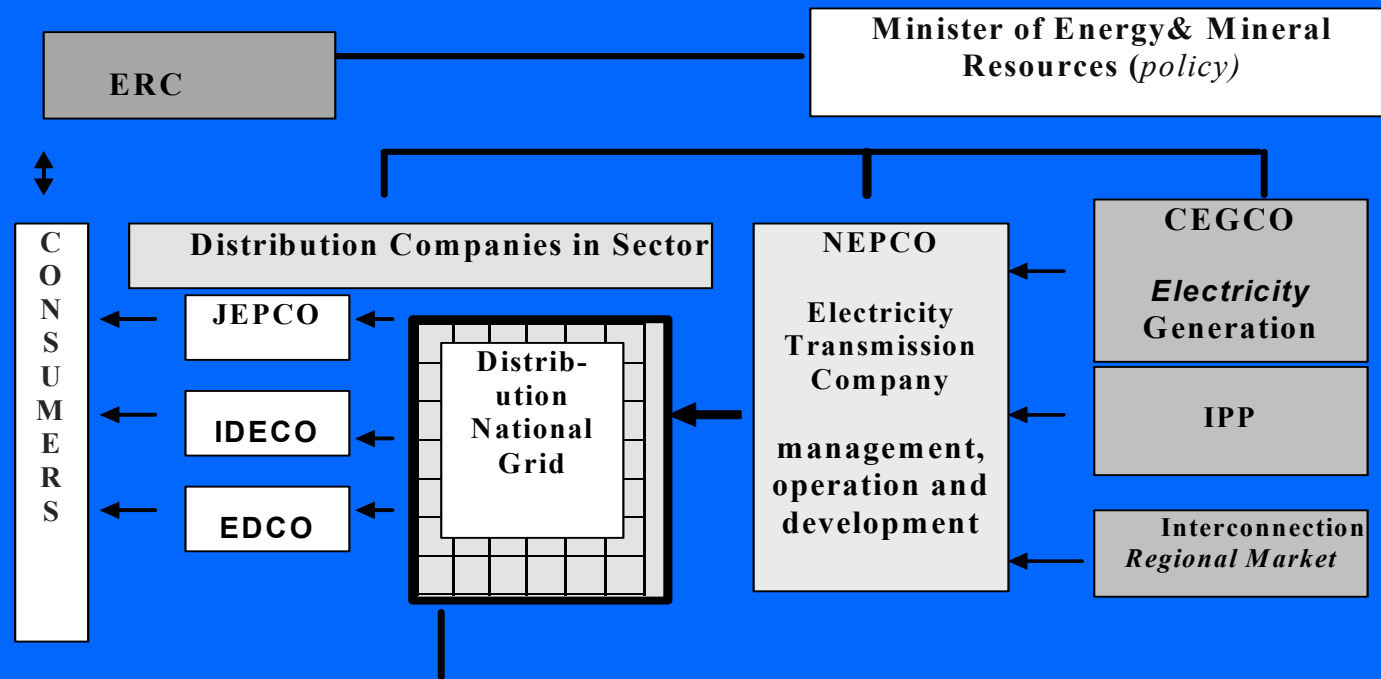 ERC
Minister of Energy& Mineral
Resources (policy)
C
O
N
S
U
M
E
R
S
Distribution Companies in Sector
JEPCO
IDECO
EDCO
Distrib-
ution
National
Grid
NEPCO
Electricity
Transmission
Company
management,
operation and
development
CEGCO
Electricity
Generation
IPP
Interconnection
Regional Market